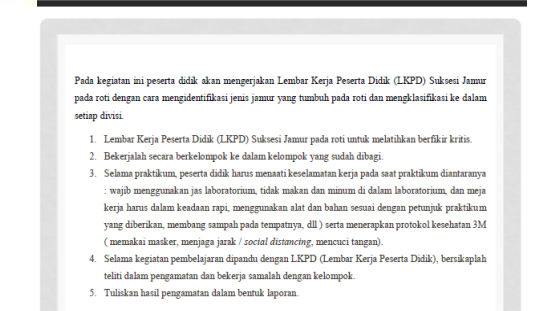 Pada kegiatan ini peserta didik akan mengerjakan Lembar Kerja Peserta Didik (LKPD) Suksesi Jamur
pada roti dengan cara mengidentifikasi jenis jamur yang tumbuh pada roti dan mengklasifikasi ke dalam
setiap divisi.
1. Lembar Kerja Peserta Didik (LKPD) Suksesi Jamur pada roti untuk melatihkan berfikir kritis.
2. Bekerjalah secara berkelompok ke dalam kelompok yang sudah dibagi.
3. Selama praktikum, peserta didik harus menaati keselamatan kerja pada saat praktikum diantaranya
: wajib menggunakan jas laboratorium, tidak makan dan minum di dalam laboratorium, dan meja
kerja harus dalam keadaan rapi, menggunakan alat dan bahan sesuai dengan petunjuk praktikum
yang diberikan, membang sampah pada tempatnya, dll ) serta menerapkan protokol kesehatan 3M
( memakai masker, menjaga jarak / social distancing, mencuci tangan).
4. Selama kegiatan pembelajaran dipandu dengan LKPD (Lembar Kerja Peserta Didik), bersikaplah
teliti dalam pengamatan dan bekerja samalah dengan kelompok.
5. Tuliskan hasil pengamatan dalam bentuk laporan.